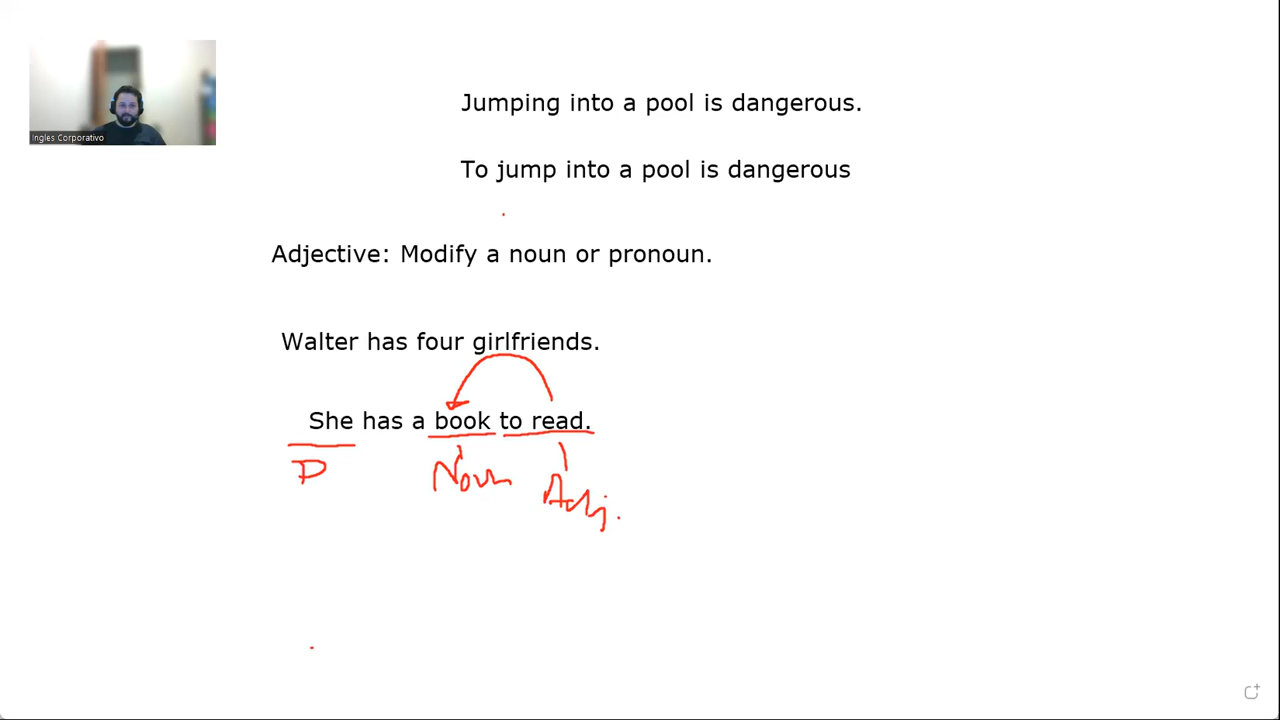 Ingles Corporativo
Jumping into a pool is dangerous.
To jump into a pool is dangerous
Adjective: Modify a noun or pronoun.
Walter has four girlfriends.
She has a book to read.
P Noun Adj.